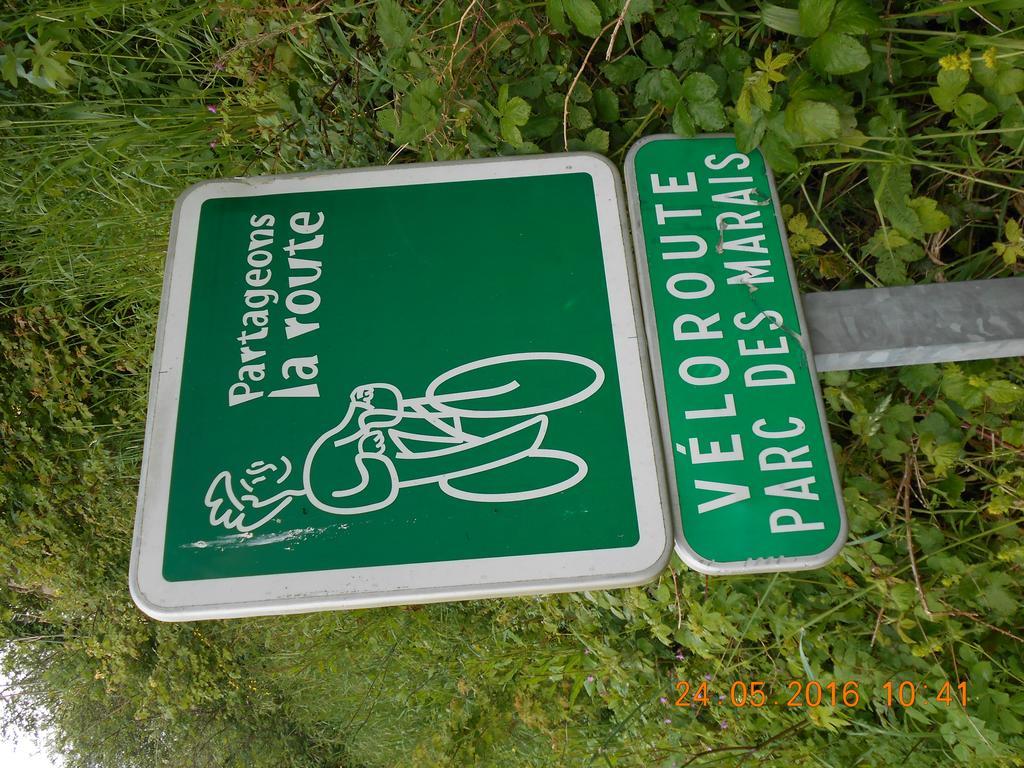 Partageons
la route
VÉLOROUTE
PARC DES MARAIS
24.05.2016 10:41